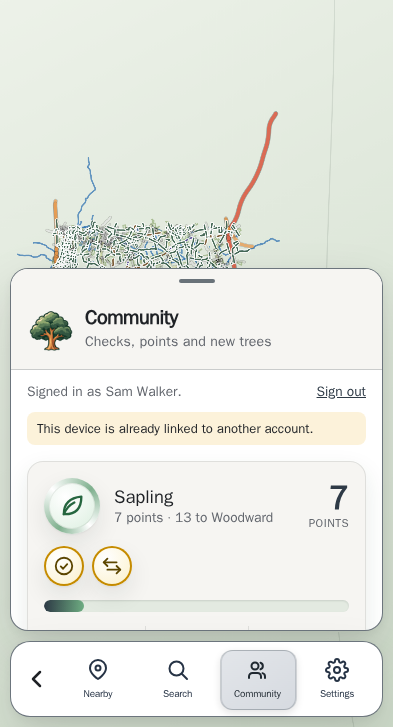 Community
Checks, points and new trees
Signed in as Sam Walker.
Sign out
This device is already linked to another account.
Sapling
7 points · 13 to Woodward
7
POINTS
Nearby
Search
Community
Settings